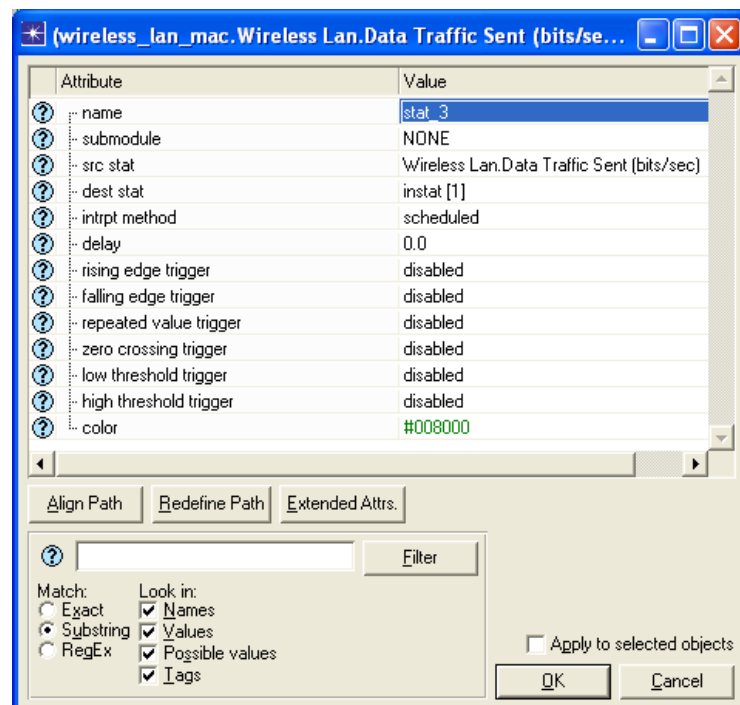 (wireless_lan_mac.Wireless Lan.Data Traffic Sent (bits/se...
Attribute Value
name stat_3
submodule NONE
src stat Wireless Lan.Data Traffic Sent (bits/sec)
dest stat instat [1]
intrpt method scheduled
delay 0.0
rising edge trigger disabled
falling edge trigger disabled
repeated value trigger disabled
zero crossing trigger disabled
low threshold trigger disabled
high threshold trigger disabled
color #008000
Align Path Redefine Path Extended Attrs.
Filter
Match: Look in:
Exact Names
Substring Values
RegEx Possible values
Tags
Apply to selected objects
OK Cancel